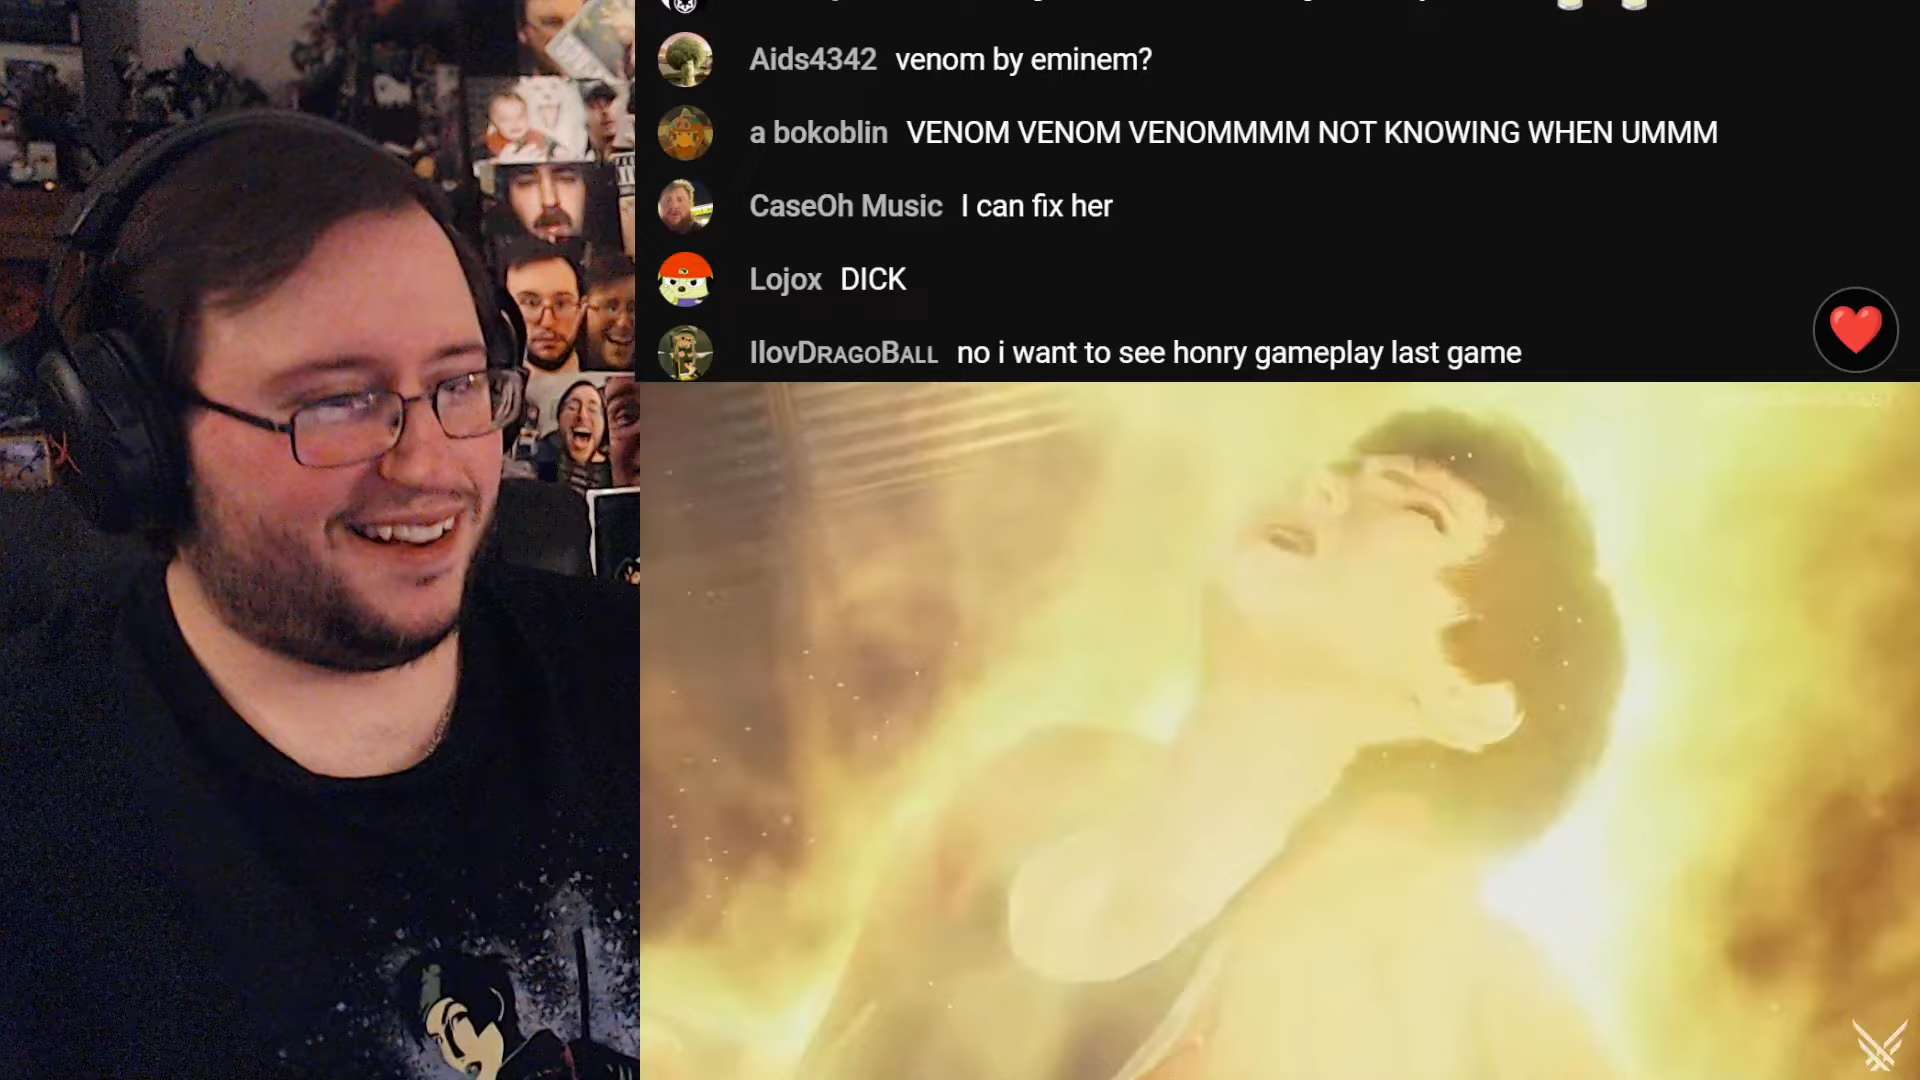 Aids4342 venom by eminem?
a bokoblin VENOM VENOM VENOMMMM NOT KNOWING WHEN UMMM
CaseOh Music I can fix her
Lojox DICK
IlovDRAGOBALL no i want to see honry gameplay last game